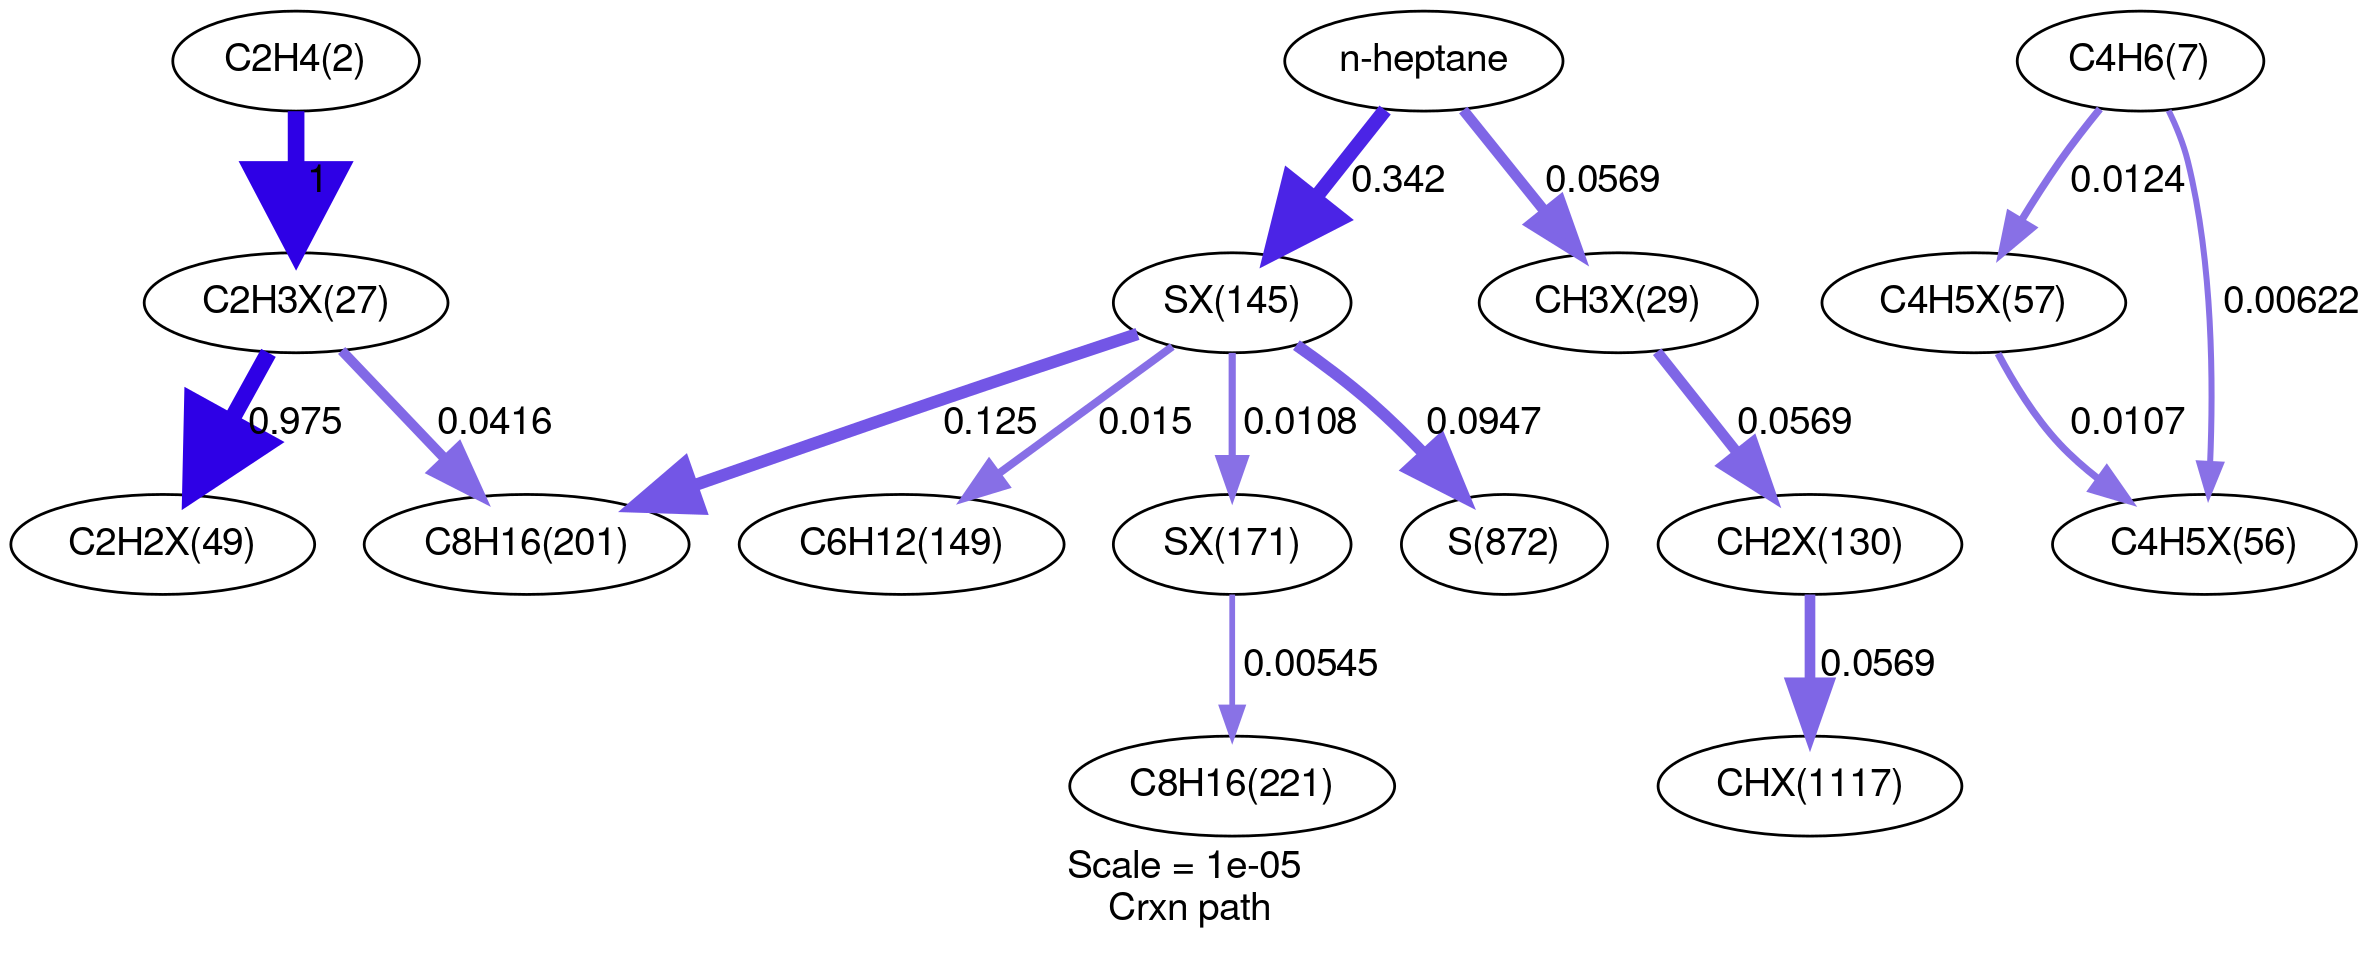 C2H4(2)
n-heptane
C4H6(7)
1
0.342
0.0569
0.0124
C2H3X(27)
SX(145)
CH3X(29)
C4H5X(57)
0.00622
0.975
0.0416
0.125
0.015
0.0108
0.0947
0.0569
0.0107
C2H2X(49)
C8H16(201)
C6H12(149)
SX(171)
S(872)
CH2X(130)
C4H5X(56)
0.00545
0.0569
C8H16(221)
CHX(1117)
Scale = 1e-05
Crxn path